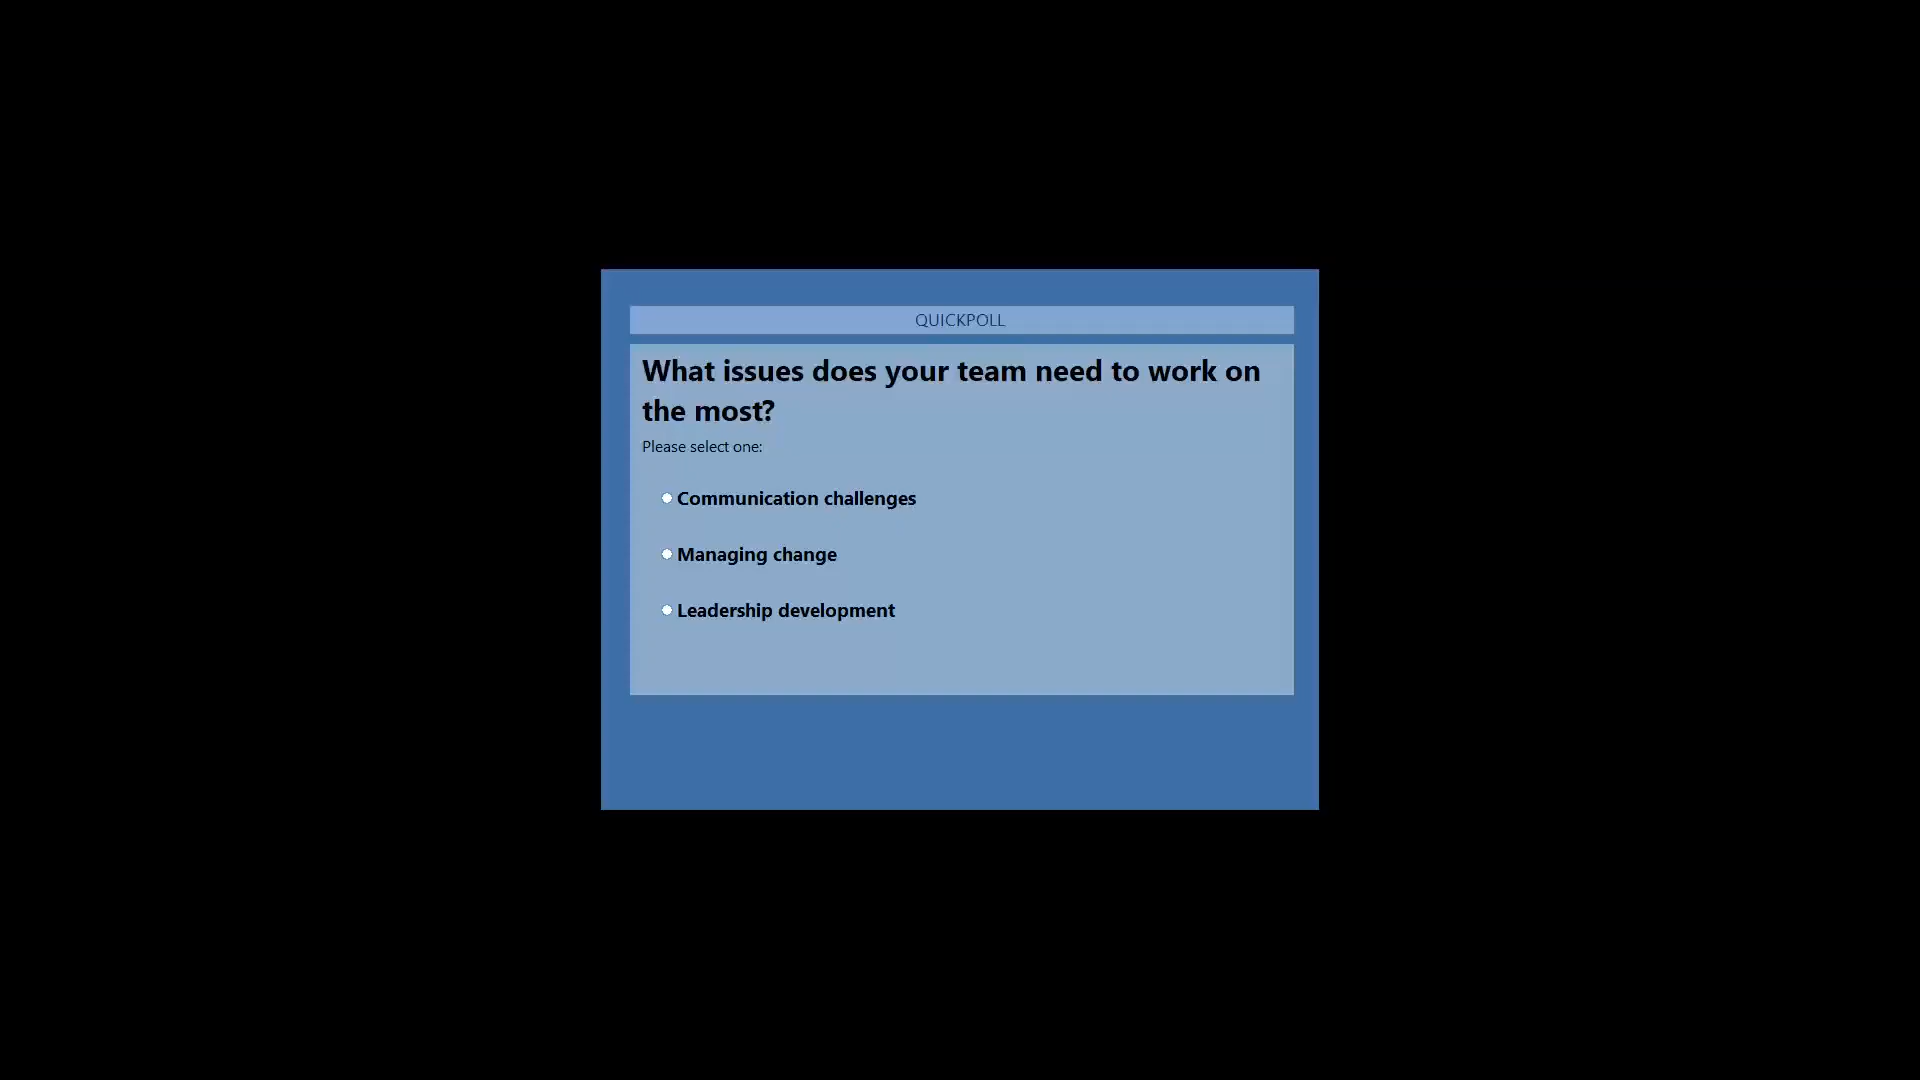 QUICKPOLL
What issues does your team need to work on
the most?
Please select one:
Communication challenges
Managing change
Leadership development